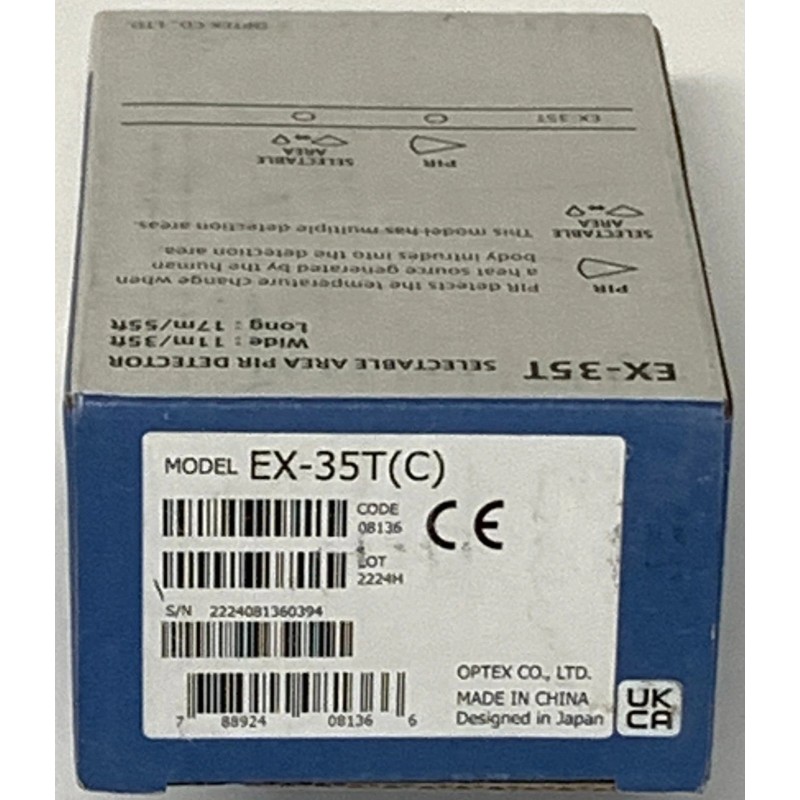 EX-35T SELECTABLE AREA PIR DETECTOR
Wide : 11m/35ft
Long : 17m/55ft
PIR
PIR detects the temperature change when
a heat source generated by the human
body intrudes into the detection area.
SELECTABLE
AREA
This model has multiple detection areas.
PIR
SELECTABLE
AREA
EX-35T
OPTEX CO., LTD.
MODEL EX-35T(C)
CODE
08136
CE
LOT
2224H
S/N 2224081360394
7 88924 08136 6
OPTEX CO., LTD.
MADE IN CHINA
Designed in Japan
UK
CA